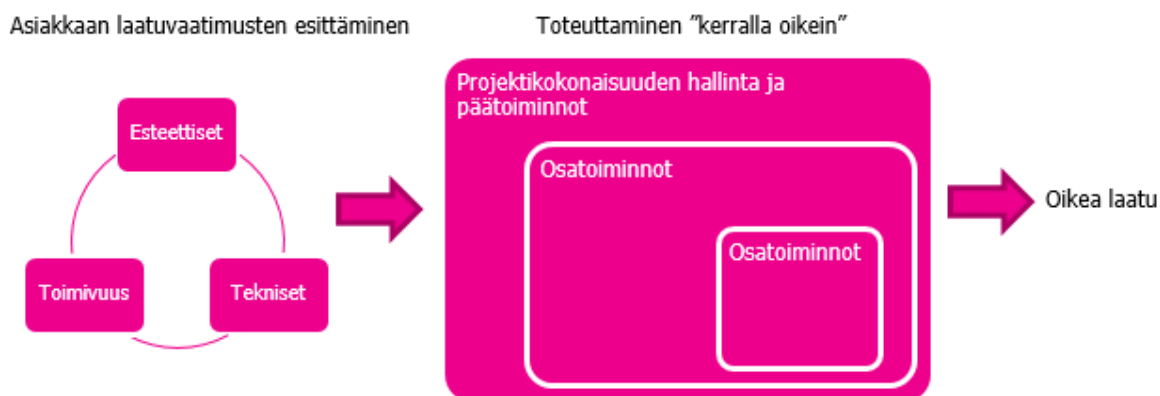 Asiakkaan laatuvaatimusten esittäminen
Toteuttaminen ”kerralla oikein”
Esteettiset
Toimivuus
Tekniset
Projektikokonaisuuden hallinta ja
päätoiminnot
Osatoiminnot
Osatoiminnot
Oikea laatu